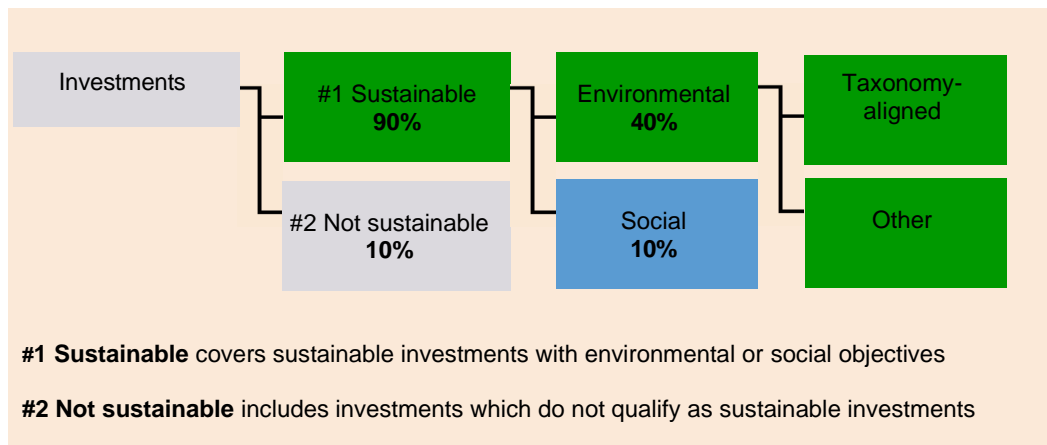 Investments
#1 Sustainable
90%
#2 Not sustainable
10%
Environmental
40%
Social
10%
Taxonomy-
aligned
Other
#1 Sustainable covers sustainable investments with environmental or social objectives
#2 Not sustainable includes investments which do not qualify as sustainable investments